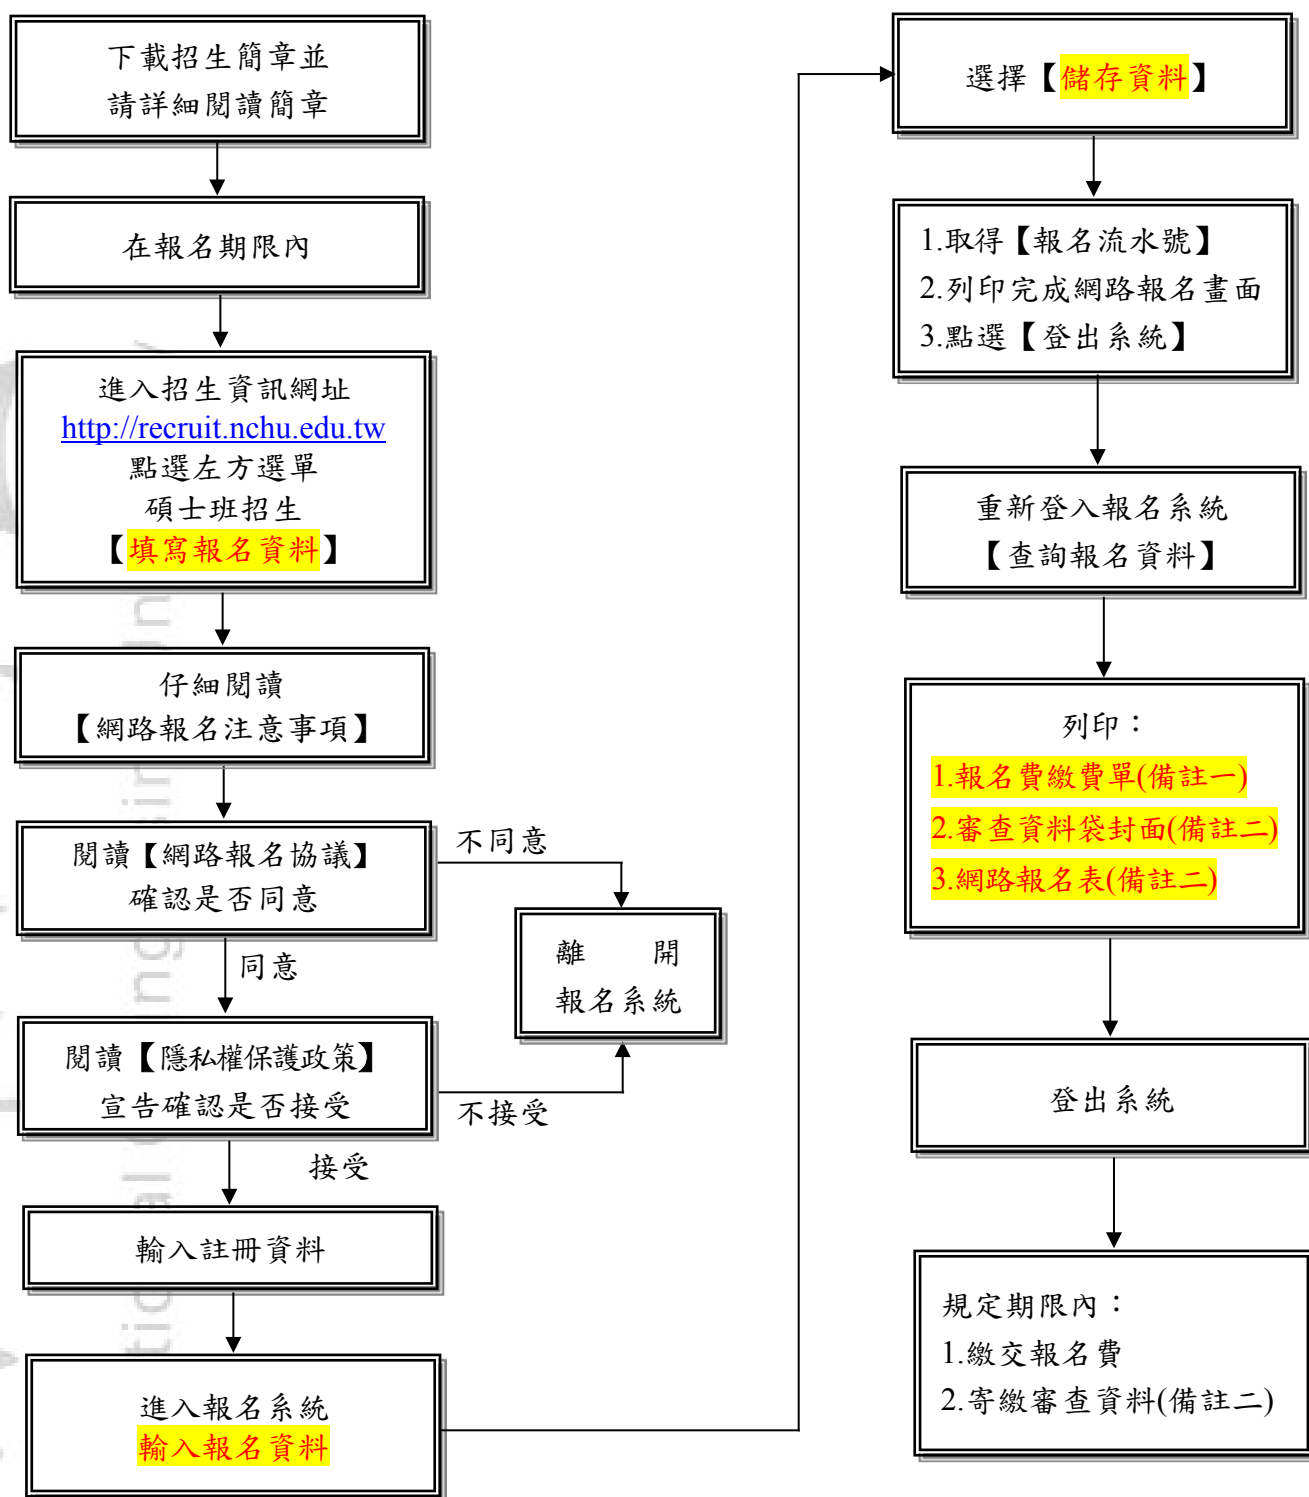 下載招生簡章並
請詳細閱讀簡章
在報名期限內
進入招生資訊網址
http://recruit.nchu.edu.tw
點選左方選單
碩士班招生
【填寫報名資料】
仔細閱讀
【網路報名注意事項】
閱讀【網路報名協議】
確認是否同意
不同意
同意
離 開
報名系統
閱讀【隱私權保護政策】
宣告確認是否接受
不接受
接受
輸入註冊資料
進入報名系統
輸入報名資料
選擇【儲存資料】
1.取得【報名流水號】
2.列印完成網路報名畫面
3.點選【登出系統】
重新登入報名系統
【查詢報名資料】
列印：
1.報名費繳費單(備註一)
2.審查資料袋封面(備註二)
3.網路報名表(備註二)
登出系統
規定期限內：
1.繳交報名費
2.寄繳審查資料(備註二)